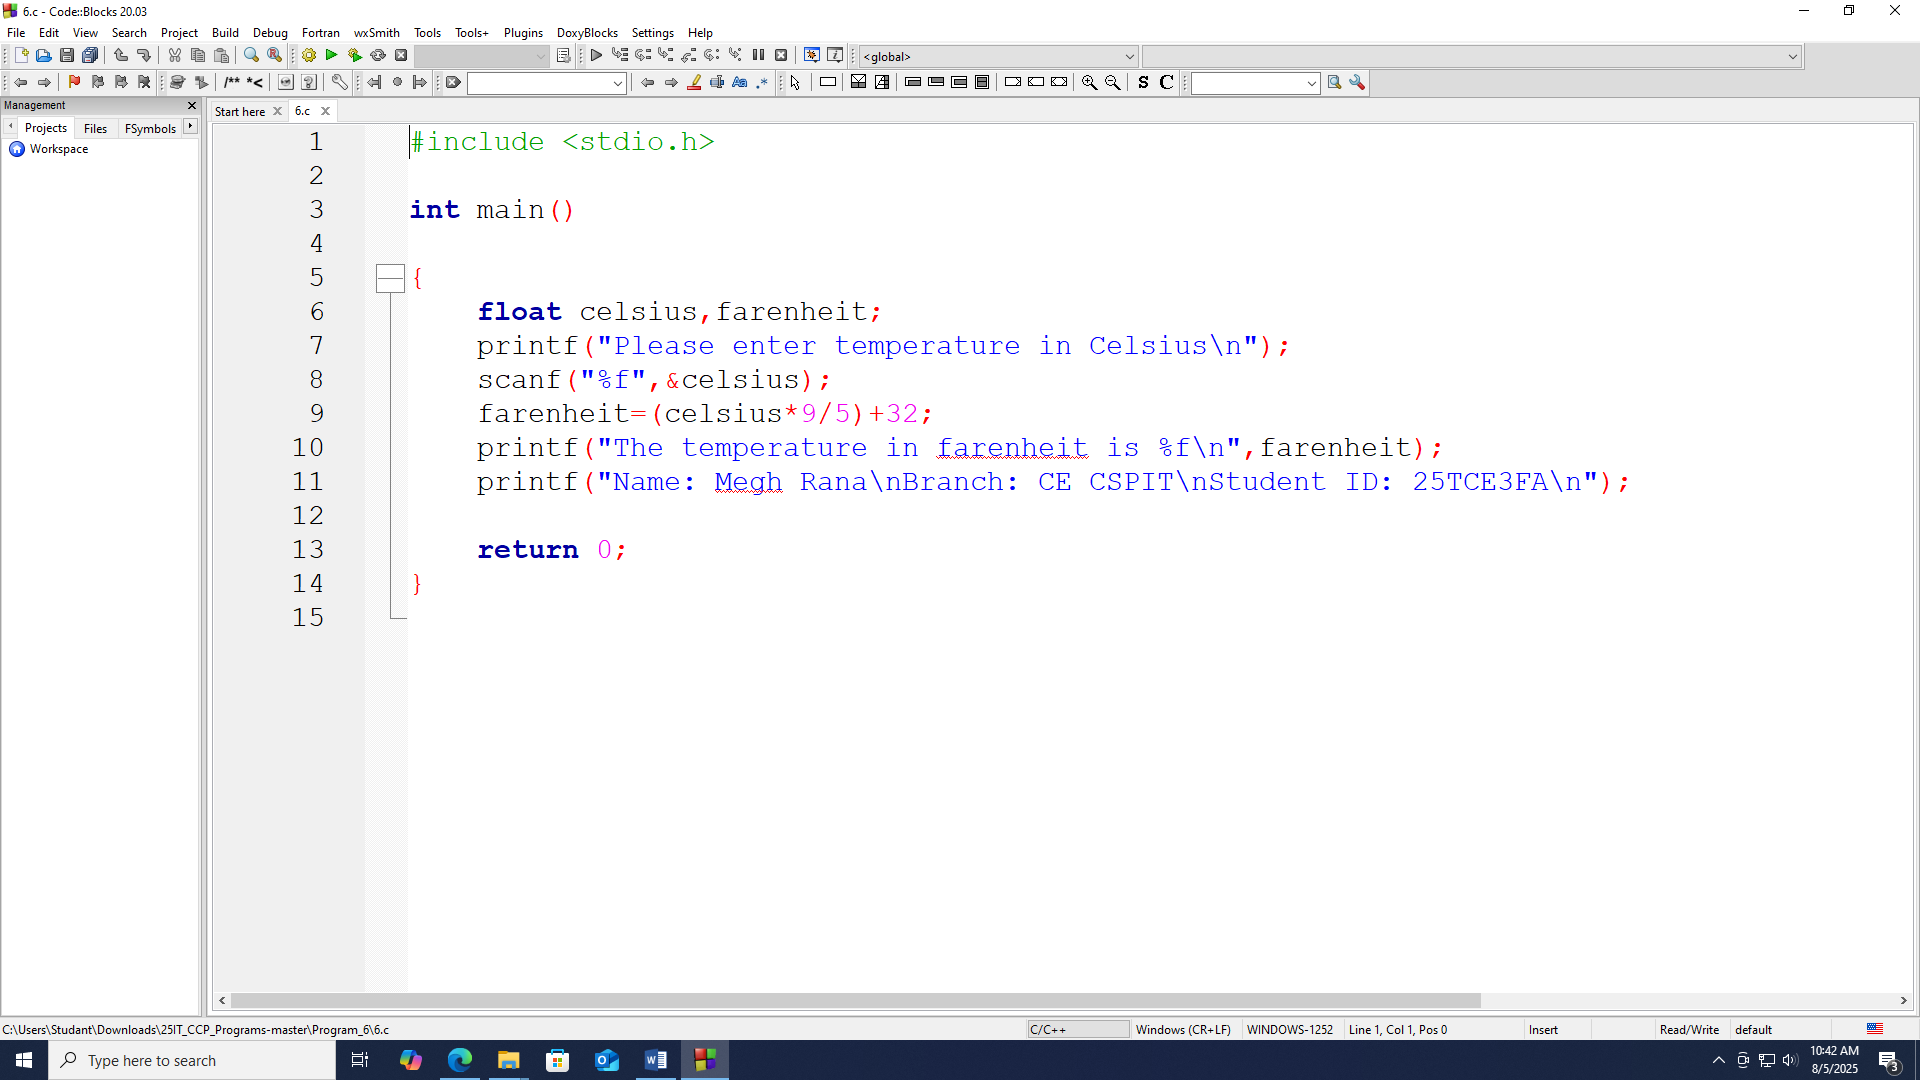 6.c - Code::Blocks 20.03
File Edit View Search Project Build Debug Fortran wxSmith Tools Tools+ Plugins DoxyBlocks Settings Help
<global>
/** *< Aa .* S C
Management
Start here 6.c
Projects Files FSymbols
Workspace
1 #include <stdio.h>
2
3 int main()
4
5 {
6 float celsius,farenheit;
7 printf("Please enter temperature in Celsius\n");
8 scanf("%f",&celsius);
9 farenheit=(celsius*9/5)+32;
10 printf("The temperature in farenheit is %f\n",farenheit);
11 printf("Name: Megh Rana\nBranch: CE CSPIT\nStudent ID: 25TCE3FA\n");
12
13 return 0;
14 }
15
C:\Users\Studant\Downloads\25IT_CCP_Programs-master\Program_6\6.c C/C++ Windows (CR+LF) WINDOWS-1252 Line 1, Col 1, Pos 0 Insert Read/Write default
Type here to search
10:42 AM
8/5/2025
3